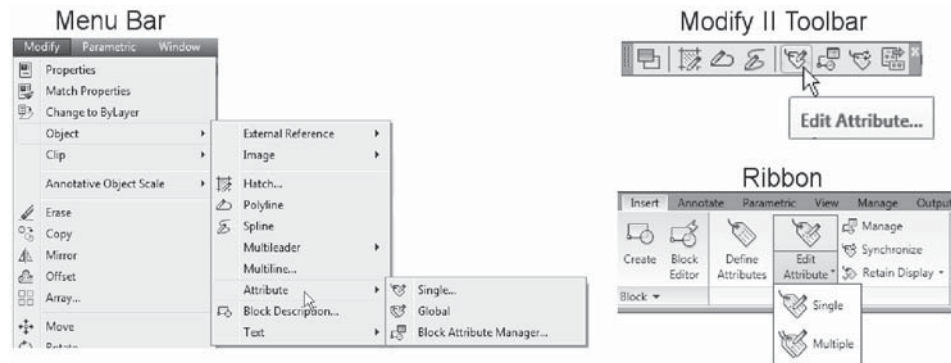 Menu Bar
Modify Parametric Window
Properties
Match Properties
Change to ByLayer
Object
Clip
Annotative Object Scale
Erase
Copy
Mirror
Offset
Array...
Move
Rotate
External Reference
Image
Hatch...
Polyline
Spline
Multileader
Multiline...
Attribute
Block Description...
Text
Single...
Global
Block Attribute Manager...
Modify II Toolbar
Edit Attribute...
Ribbon
Insert Annotate Parametric View Manage Output
Create
Block Editor
Define Attributes
Edit Attribute
Manage
Synchronize
Retain Display
Block
Single
Multiple